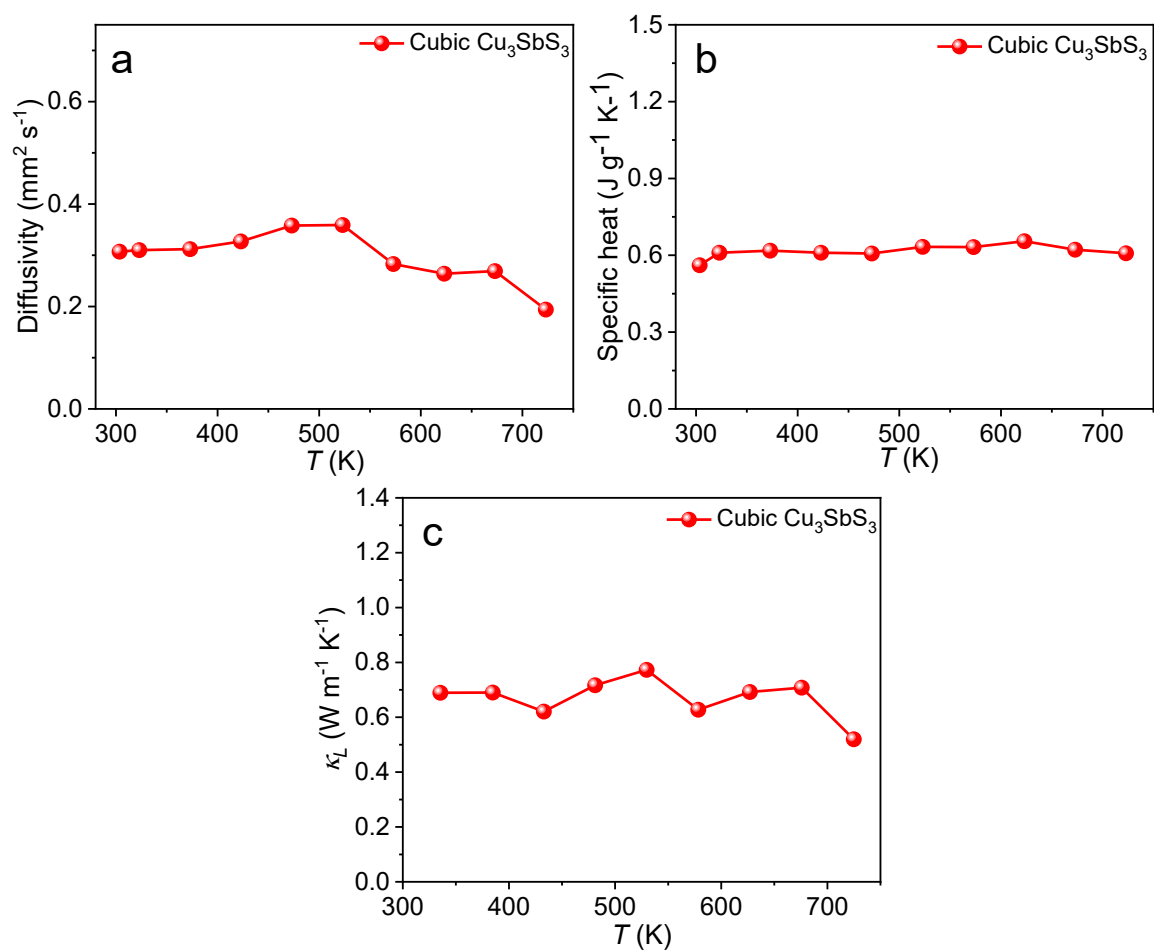 a
Cubic Cu₃SbS₃
Diffusivity (mm² s⁻¹)
0.6
0.4
0.2
0.0
300 400 500 600 700
T (K)
b
Cubic Cu₃SbS₃
Specific heat (J g⁻¹ K-¹)
1.5
1.2
0.9
0.6
0.3
0.0
300 400 500 600 700
T (K)
c
Cubic Cu₃SbS₃
κL (W m⁻¹ K⁻¹)
1.4
1.2
1.0
0.8
0.6
0.4
0.2
0.0
300 400 500 600 700
T (K)